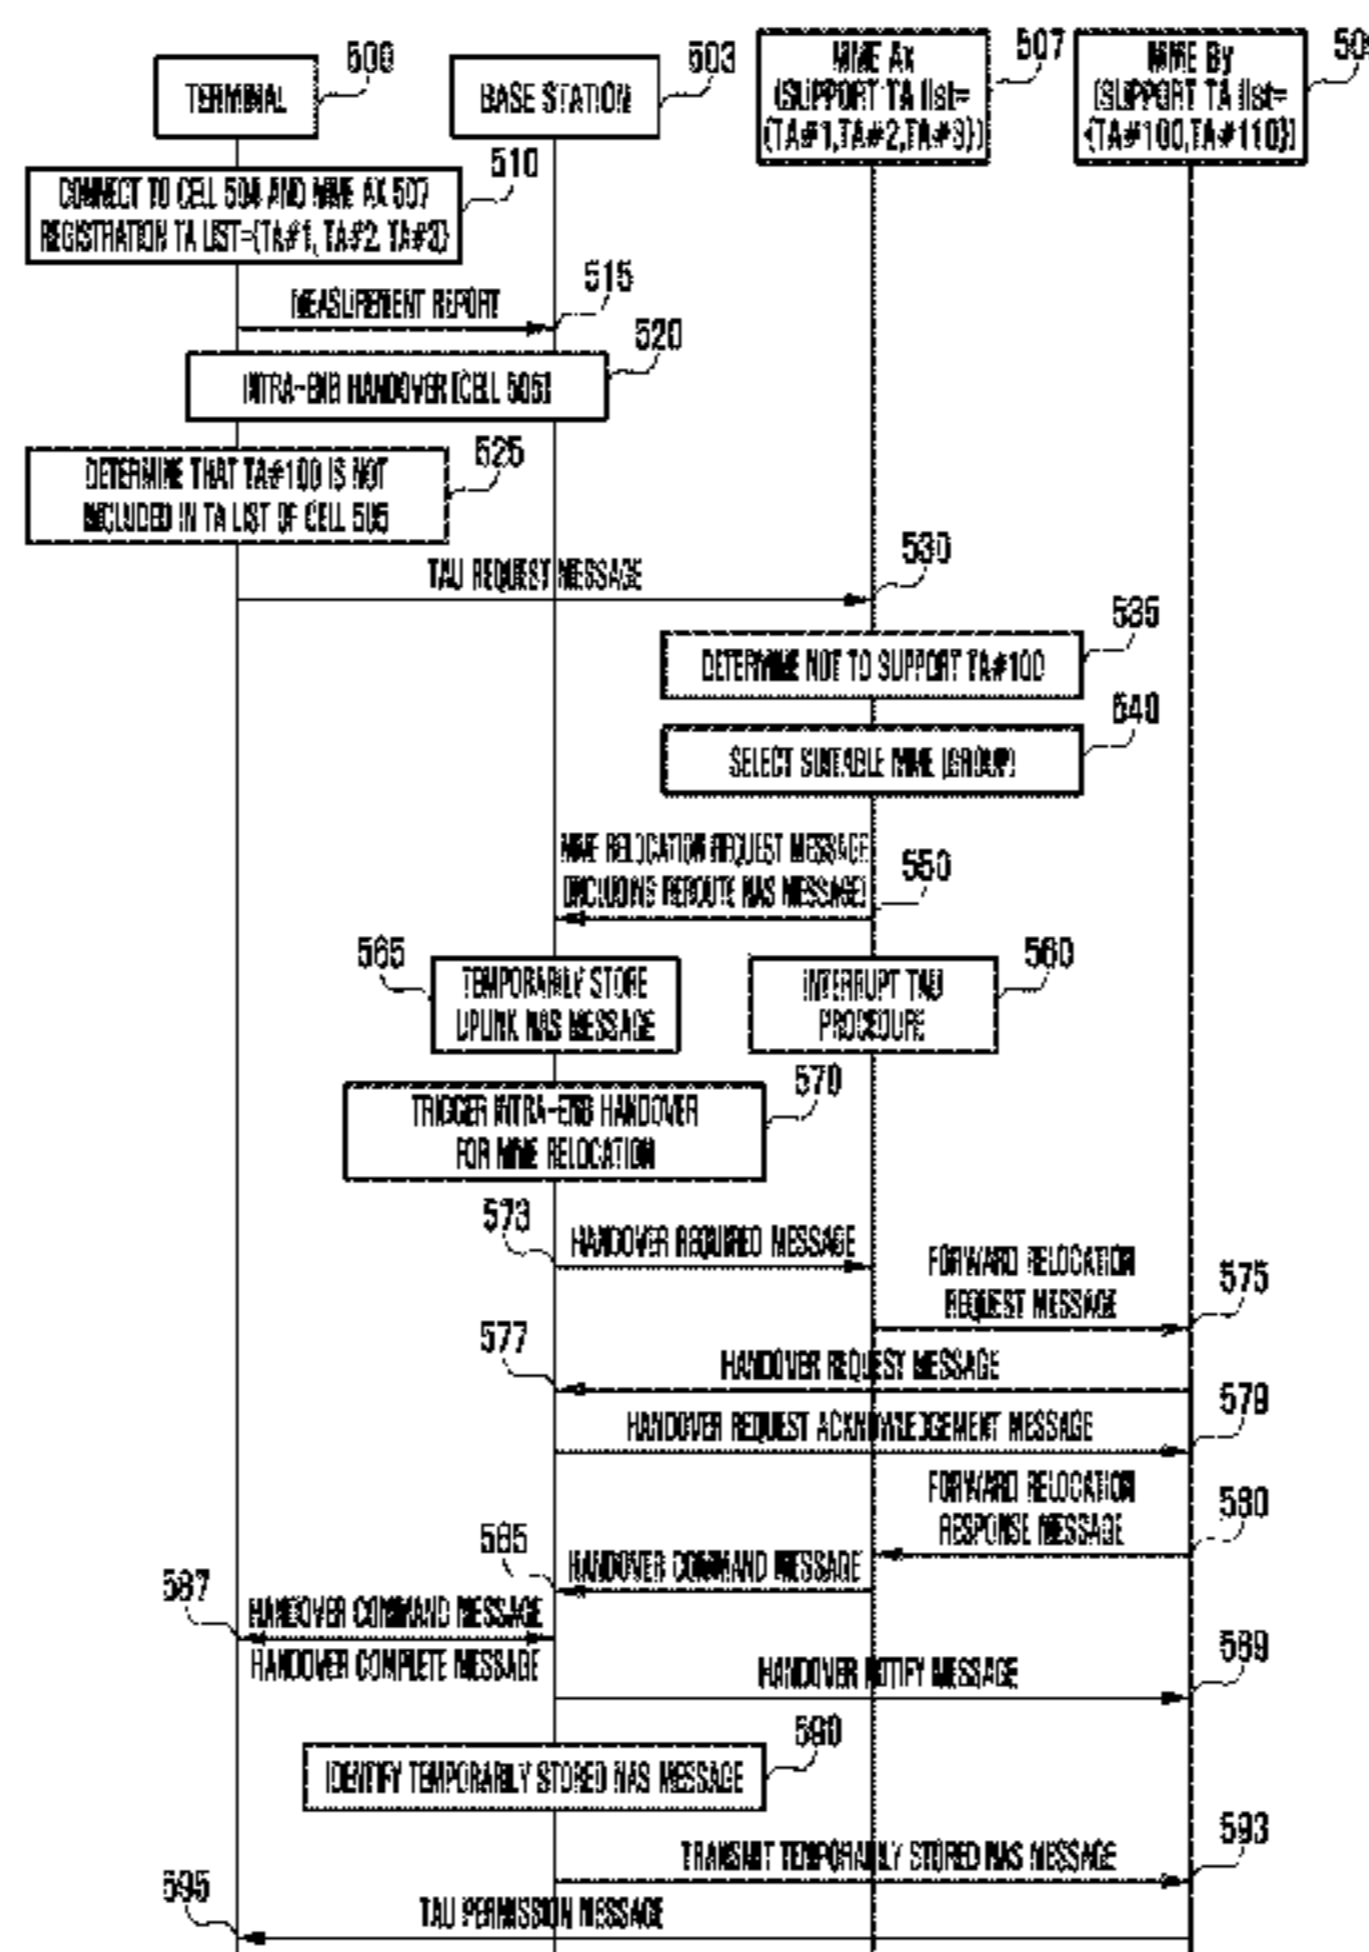 TERMINAL
500
BASE STATION
503
MME Ax
(SUPPORT TA list=
{TA#1,TA#2,TA#3})
507
MME By
(SUPPORT TA list=
{TA#100,TA#110})
CONNECT TO CELL 504 AND MME AX 507
REGISTRATION TA LIST={TA#1, TA#2, TA#3}
510
MEASUREMENT REPORT
515
INTRA-ENB HANDOVER (CELL 505)
520
DETERMINE THAT TA#100 IS NOT
INCLUDED IN TA LIST OF CELL 505
525
TAU REQUEST MESSAGE
530
DETERMINE NOT TO SUPPORT TA#100
535
SELECT SUITABLE MME (GROUP)
540
MME RELOCATION REQUEST MESSAGE
(INCLUDING REROUTE NAS MESSAGE)
550
565
TEMPORARILY STORE
UPLINK NAS MESSAGE
INTERRUPT TAU
PROCEDURE
560
TRIGGER INTRA-ENB HANDOVER
FOR MME RELOCATION
570
573
HANDOVER REQUIRED MESSAGE
FORWARD RELOCATION
REQUEST MESSAGE
575
577
HANDOVER REQUEST MESSAGE
HANDOVER REQUEST ACKNOWLEDGEMENT MESSAGE
579
FORWARD RELOCATION
RESPONSE MESSAGE
580
585
HANDOVER COMMAND MESSAGE
587
HANDOVER COMMAND MESSAGE
HANDOVER COMPLETE MESSAGE
HANDOVER NOTIFY MESSAGE
589
IDENTIFY TEMPORARILY STORED NAS MESSAGE
590
TRANSMIT TEMPORARILY STORED NAS MESSAGE
593
595
TAU PERMISSION MESSAGE